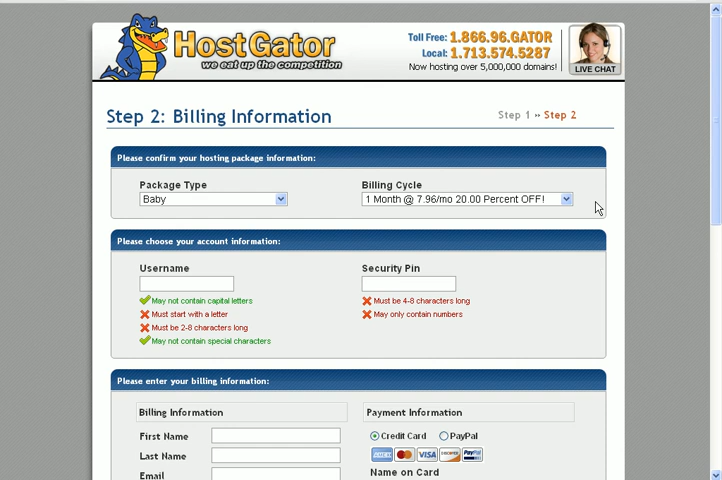 HostGator
we eat up the competition
Toll Free: 1.866.96.GATOR
Local: 1.713.574.5287
Now hosting over 5,000,000 domains!
LIVE CHAT
Step 2: Billing Information
Step 1 ›› Step 2
Please confirm your hosting package information:
Package Type
Billing Cycle
Baby
1 Month @ 7.96/mo 20.00 Percent OFF!
Please choose your account information:
Username
Security Pin
May not contain capital letters
Must be 4-8 characters long
Must start with a letter
May only contain numbers
Must be 2-8 characters long
May not contain special characters
Please enter your billing information:
Billing Information
Payment Information
First Name
Credit Card
PayPal
Last Name
VISA
DISCOVER
PayPal
Email
Name on Card